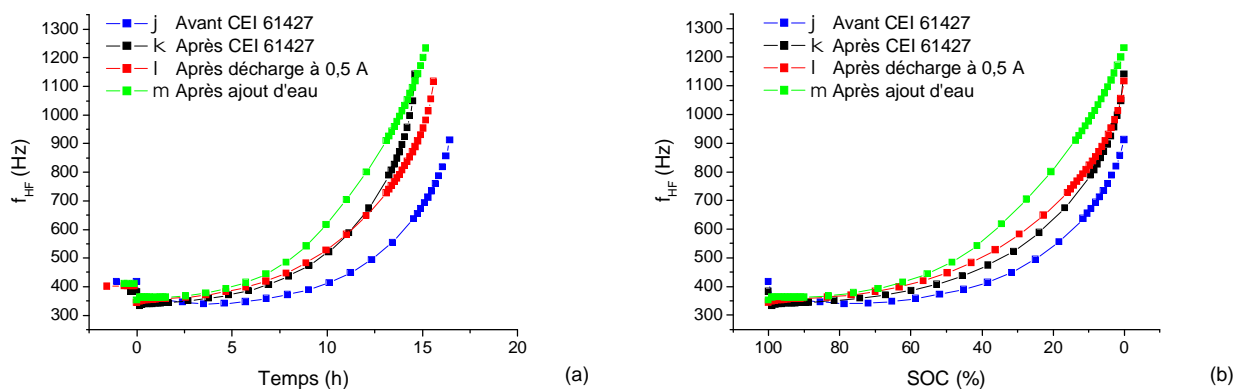 j Avant CEI 61427
k Après CEI 61427
l Après décharge à 0,5 A
m Après ajout d'eau
1400
1300
1200
1100
1000
900
800
700
600
500
400
300
f_HF (Hz)
0 5 10 15 20
Temps (h)
(a)
j Avant CEI 61427
k Après CEI 61427
l Après décharge à 0,5 A
m Après ajout d'eau
1400
1300
1200
1100
1000
900
800
700
600
500
400
300
f_HF (Hz)
100 80 60 40 20 0
SOC (%)
(b)